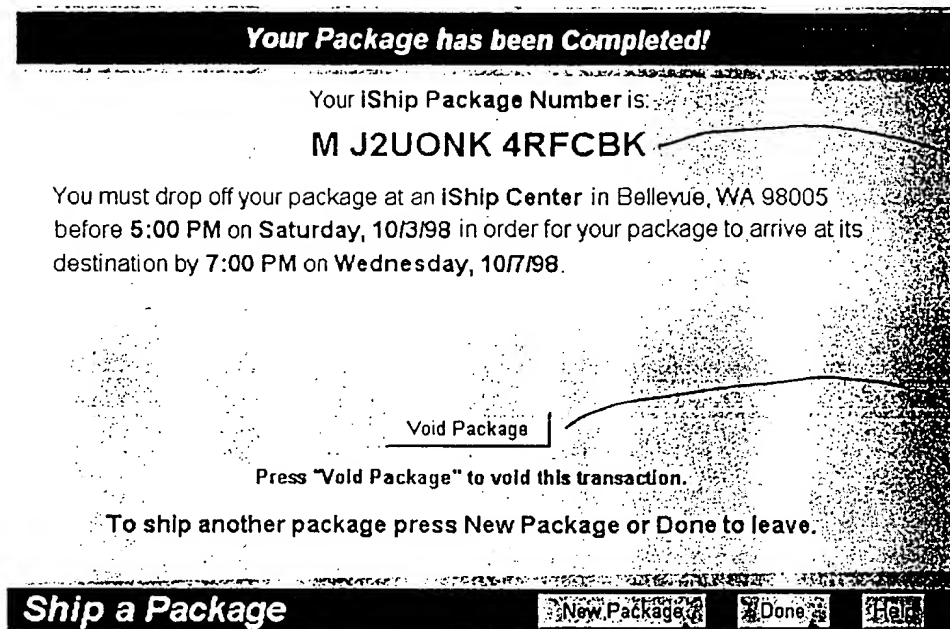 Your Package has been Completed!
Your iShip Package Number is:
M J2UONK 4RFCBK
You must drop off your package at an iShip Center in Bellevue, WA 98005
before 5:00 PM on Saturday, 10/3/98 in order for your package to arrive at its
destination by 7:00 PM on Wednesday, 10/7/98.
Void Package
Press "Void Package" to void this transaction.
To ship another package press New Package or Done to leave.
Ship a Package New Package Done Help